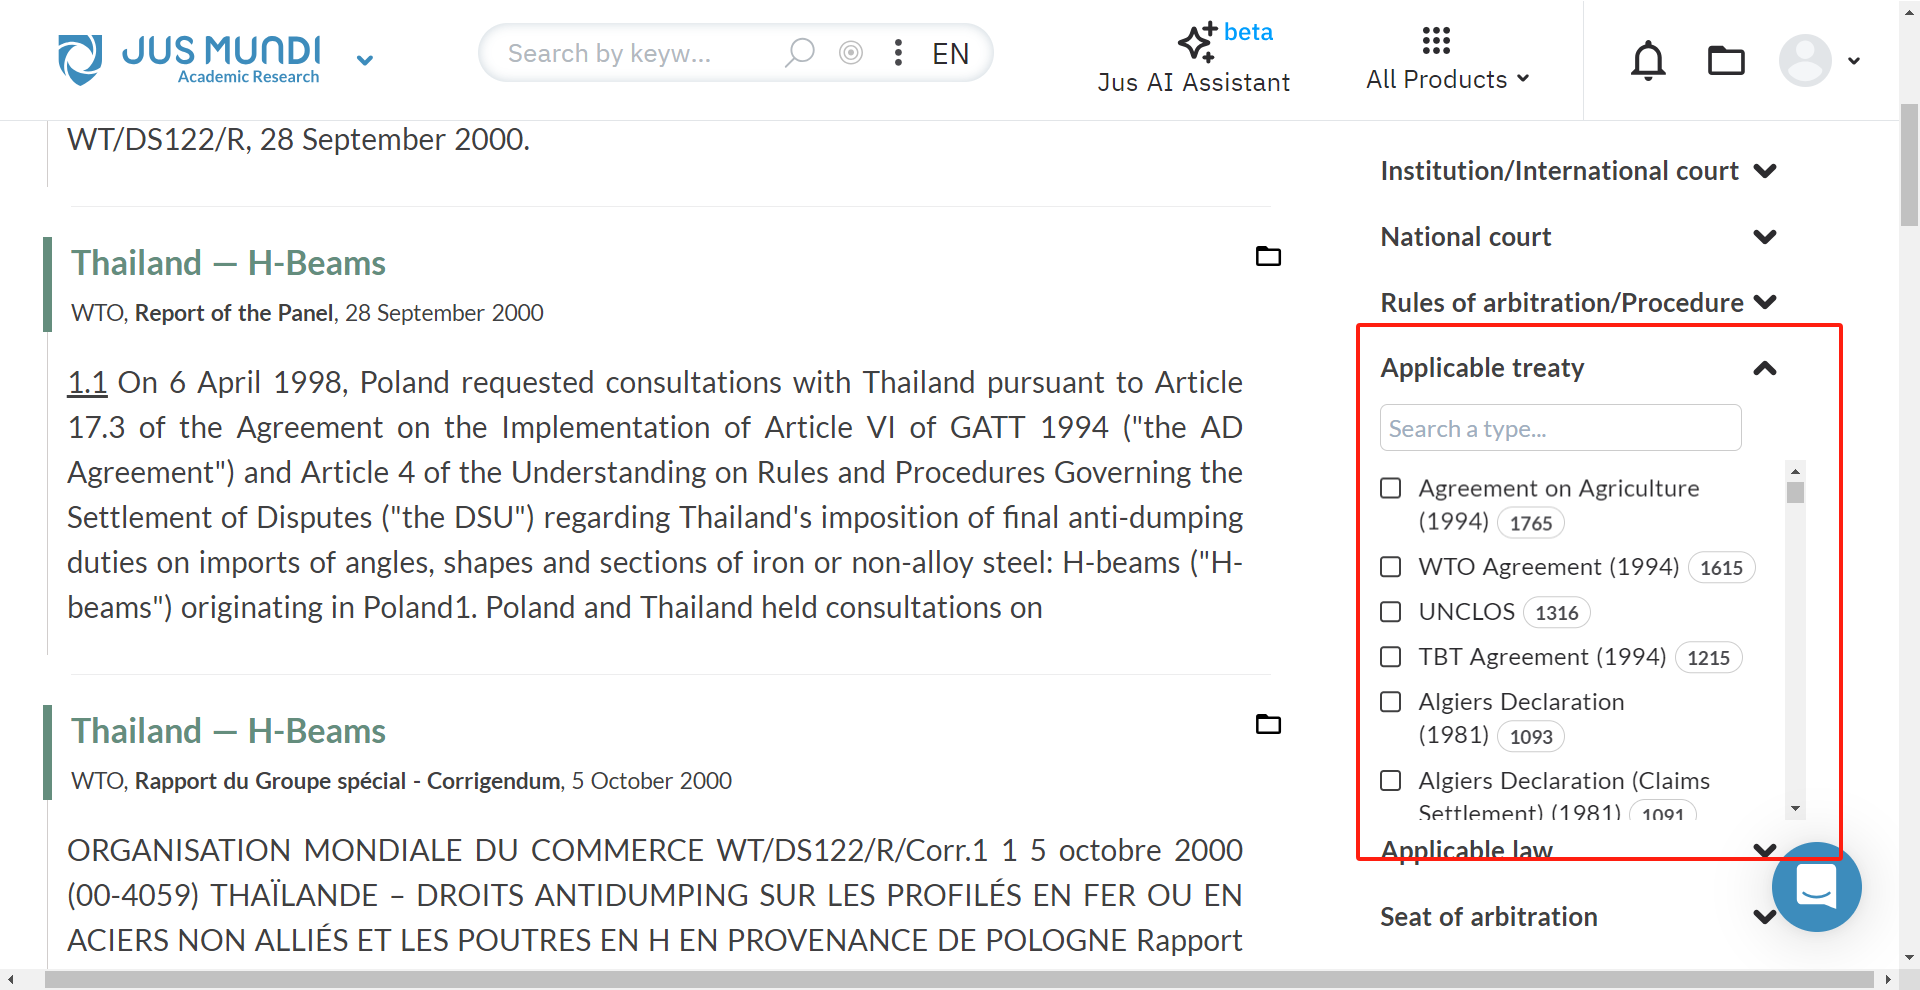 JUS MUNDI
Academic Research
Search by keyw...
EN
beta
Jus AI Assistant
All Products
WT/DS122/R, 28 September 2000.
Thailand — H-Beams
WTO, Report of the Panel, 28 September 2000
1.1 On 6 April 1998, Poland requested consultations with Thailand pursuant to Article
17.3 of the Agreement on the Implementation of Article VI of GATT 1994 ("the AD
Agreement") and Article 4 of the Understanding on Rules and Procedures Governing the
Settlement of Disputes ("the DSU") regarding Thailand's imposition of final anti-dumping
duties on imports of angles, shapes and sections of iron or non-alloy steel: H-beams ("H-
beams") originating in Poland1. Poland and Thailand held consultations on
Thailand — H-Beams
WTO, Rapport du Groupe spécial - Corrigendum, 5 October 2000
ORGANISATION MONDIALE DU COMMERCE WT/DS122/R/Corr.1 1 5 octobre 2000
(00-4059) THAÏLANDE – DROITS ANTIDUMPING SUR LES PROFILÉS EN FER OU EN
ACIERS NON ALLIÉS ET LES POUTRES EN H EN PROVENANCE DE POLOGNE Rapport
Institution/International court
National court
Rules of arbitration/Procedure
Applicable treaty
Search a type...
Agreement on Agriculture
(1994) 1765
WTO Agreement (1994) 1615
UNCLOS 1316
TBT Agreement (1994) 1215
Algiers Declaration
(1981) 1093
Algiers Declaration (Claims
Settlement) (1981) 1091
Applicable law
Seat of arbitration